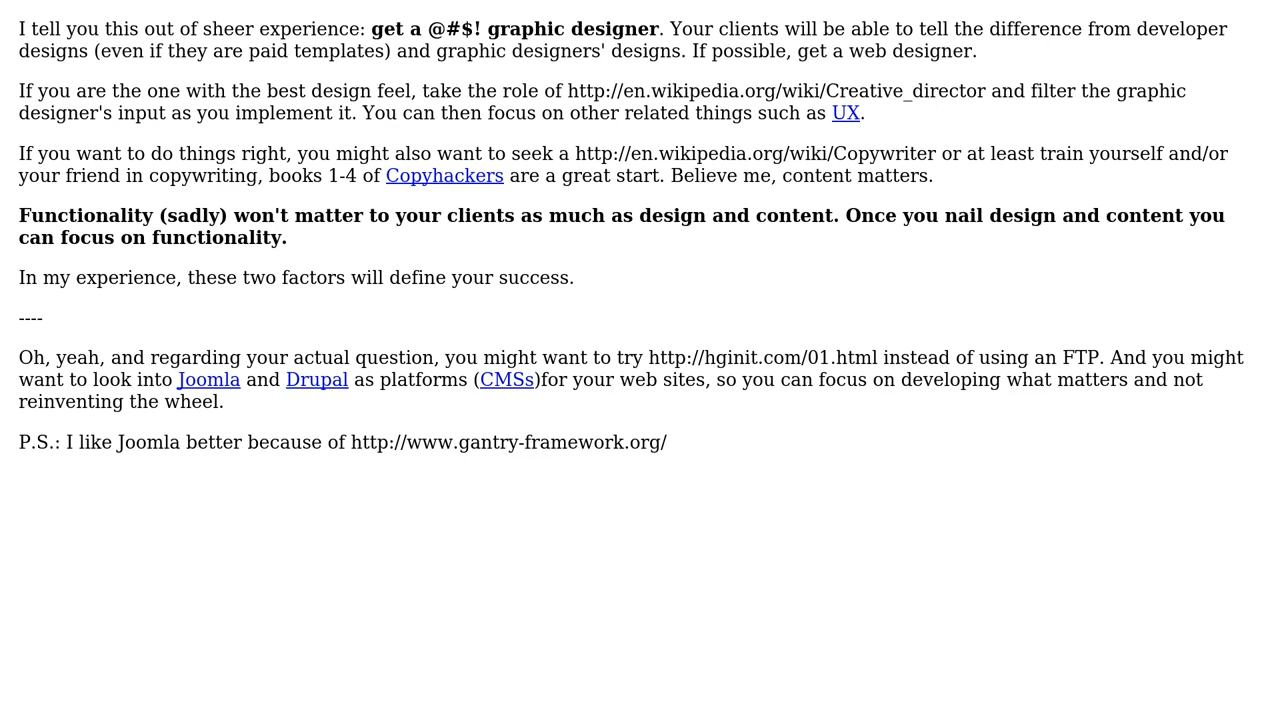 I tell you this out of sheer experience: get a @#$! graphic designer. Your clients will be able to tell the difference from developer
designs (even if they are paid templates) and graphic designers' designs. If possible, get a web designer.
If you are the one with the best design feel, take the role of http://en.wikipedia.org/wiki/Creative_director and filter the graphic
designer's input as you implement it. You can then focus on other related things such as UX.
If you want to do things right, you might also want to seek a http://en.wikipedia.org/wiki/Copywriter or at least train yourself and/or
your friend in copywriting, books 1-4 of Copyhackers are a great start. Believe me, content matters.
Functionality (sadly) won't matter to your clients as much as design and content. Once you nail design and content you
can focus on functionality.
In my experience, these two factors will define your success.
----
Oh, yeah, and regarding your actual question, you might want to try http://hginit.com/01.html instead of using an FTP. And you might
want to look into Joomla and Drupal as platforms (CMSs)for your web sites, so you can focus on developing what matters and not
reinventing the wheel.
P.S.: I like Joomla better because of http://www.gantry-framework.org/